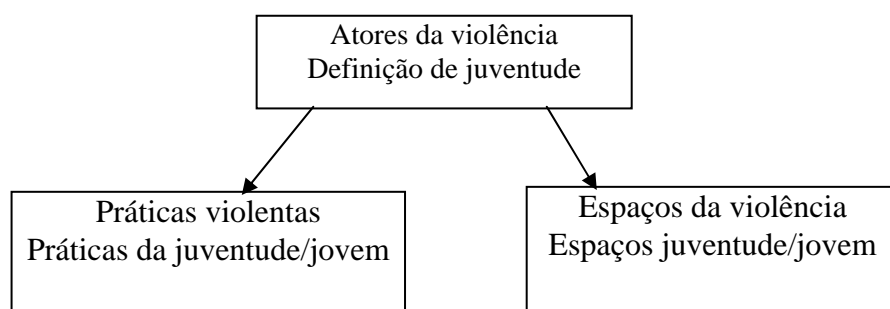 Atores da violência
Definição de juventude
Práticas violentas
Práticas da juventude/jovem
Espaços da violência
Espaços juventude/jovem